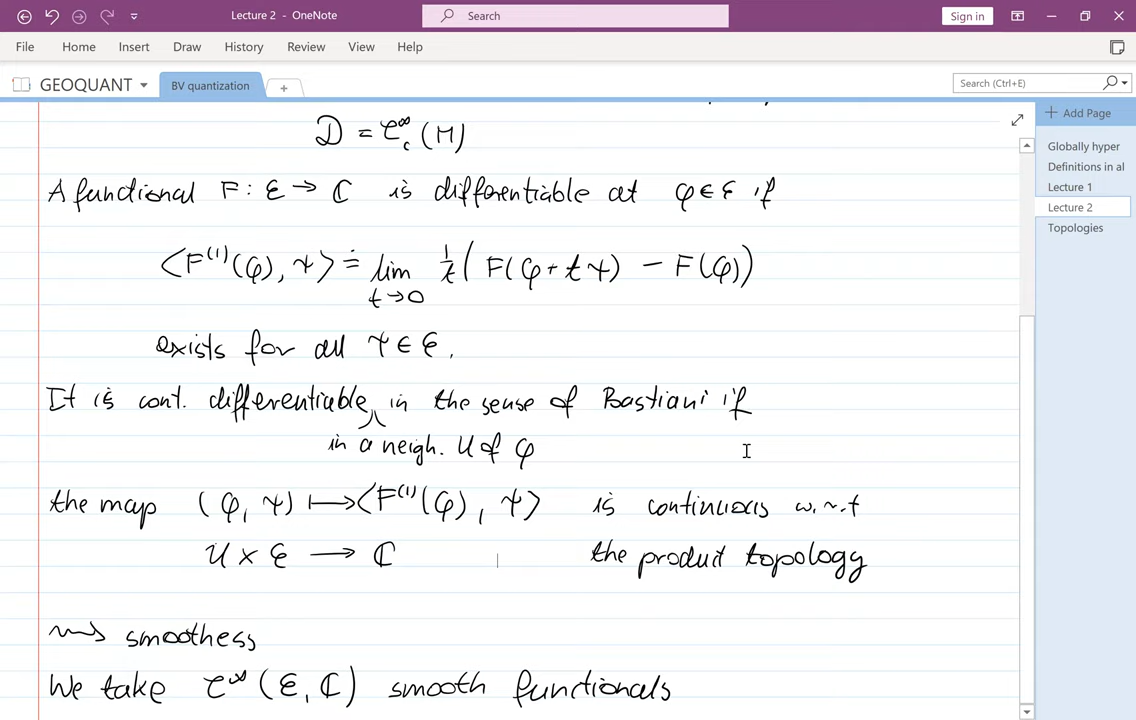 Lecture 2 - OneNote
Search
Sign in
File Home Insert Draw History Review View Help
GEOQUANT
BV quantization
Search (Ctrl+E)
Add Page
Globally hyper
Definitions in al
Lecture 1
Lecture 2
Topologies
𝒟 = 𝒞^∞_c (M)
A functional F : ℰ → ℂ is differentiable at φ ∈ ℰ if
⟨F^(1)(φ), ψ⟩ ≐ lim_{t→0} 1/t ( F(φ + tψ) − F(φ) )
exists for all ψ ∈ ℰ.
It is cont. differentiable in the sense of Bastiani if
in a neigh. U of φ
the map (φ, ψ) ↦ ⟨F^(1)(φ), ψ⟩ is continuous w.r.t
U × ℰ → ℂ the product topology
⇝ smoothess
We take 𝒞^∞ (ℰ, ℂ) smooth functionals